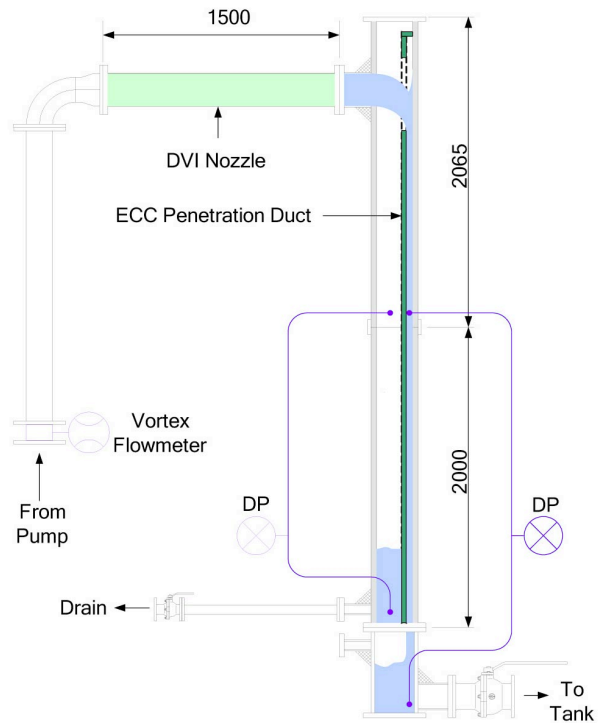 1500
DVI Nozzle
ECC Penetration Duct
2065
Vortex
Flowmeter
From
Pump
2000
DP
DP
Drain
To
Tank